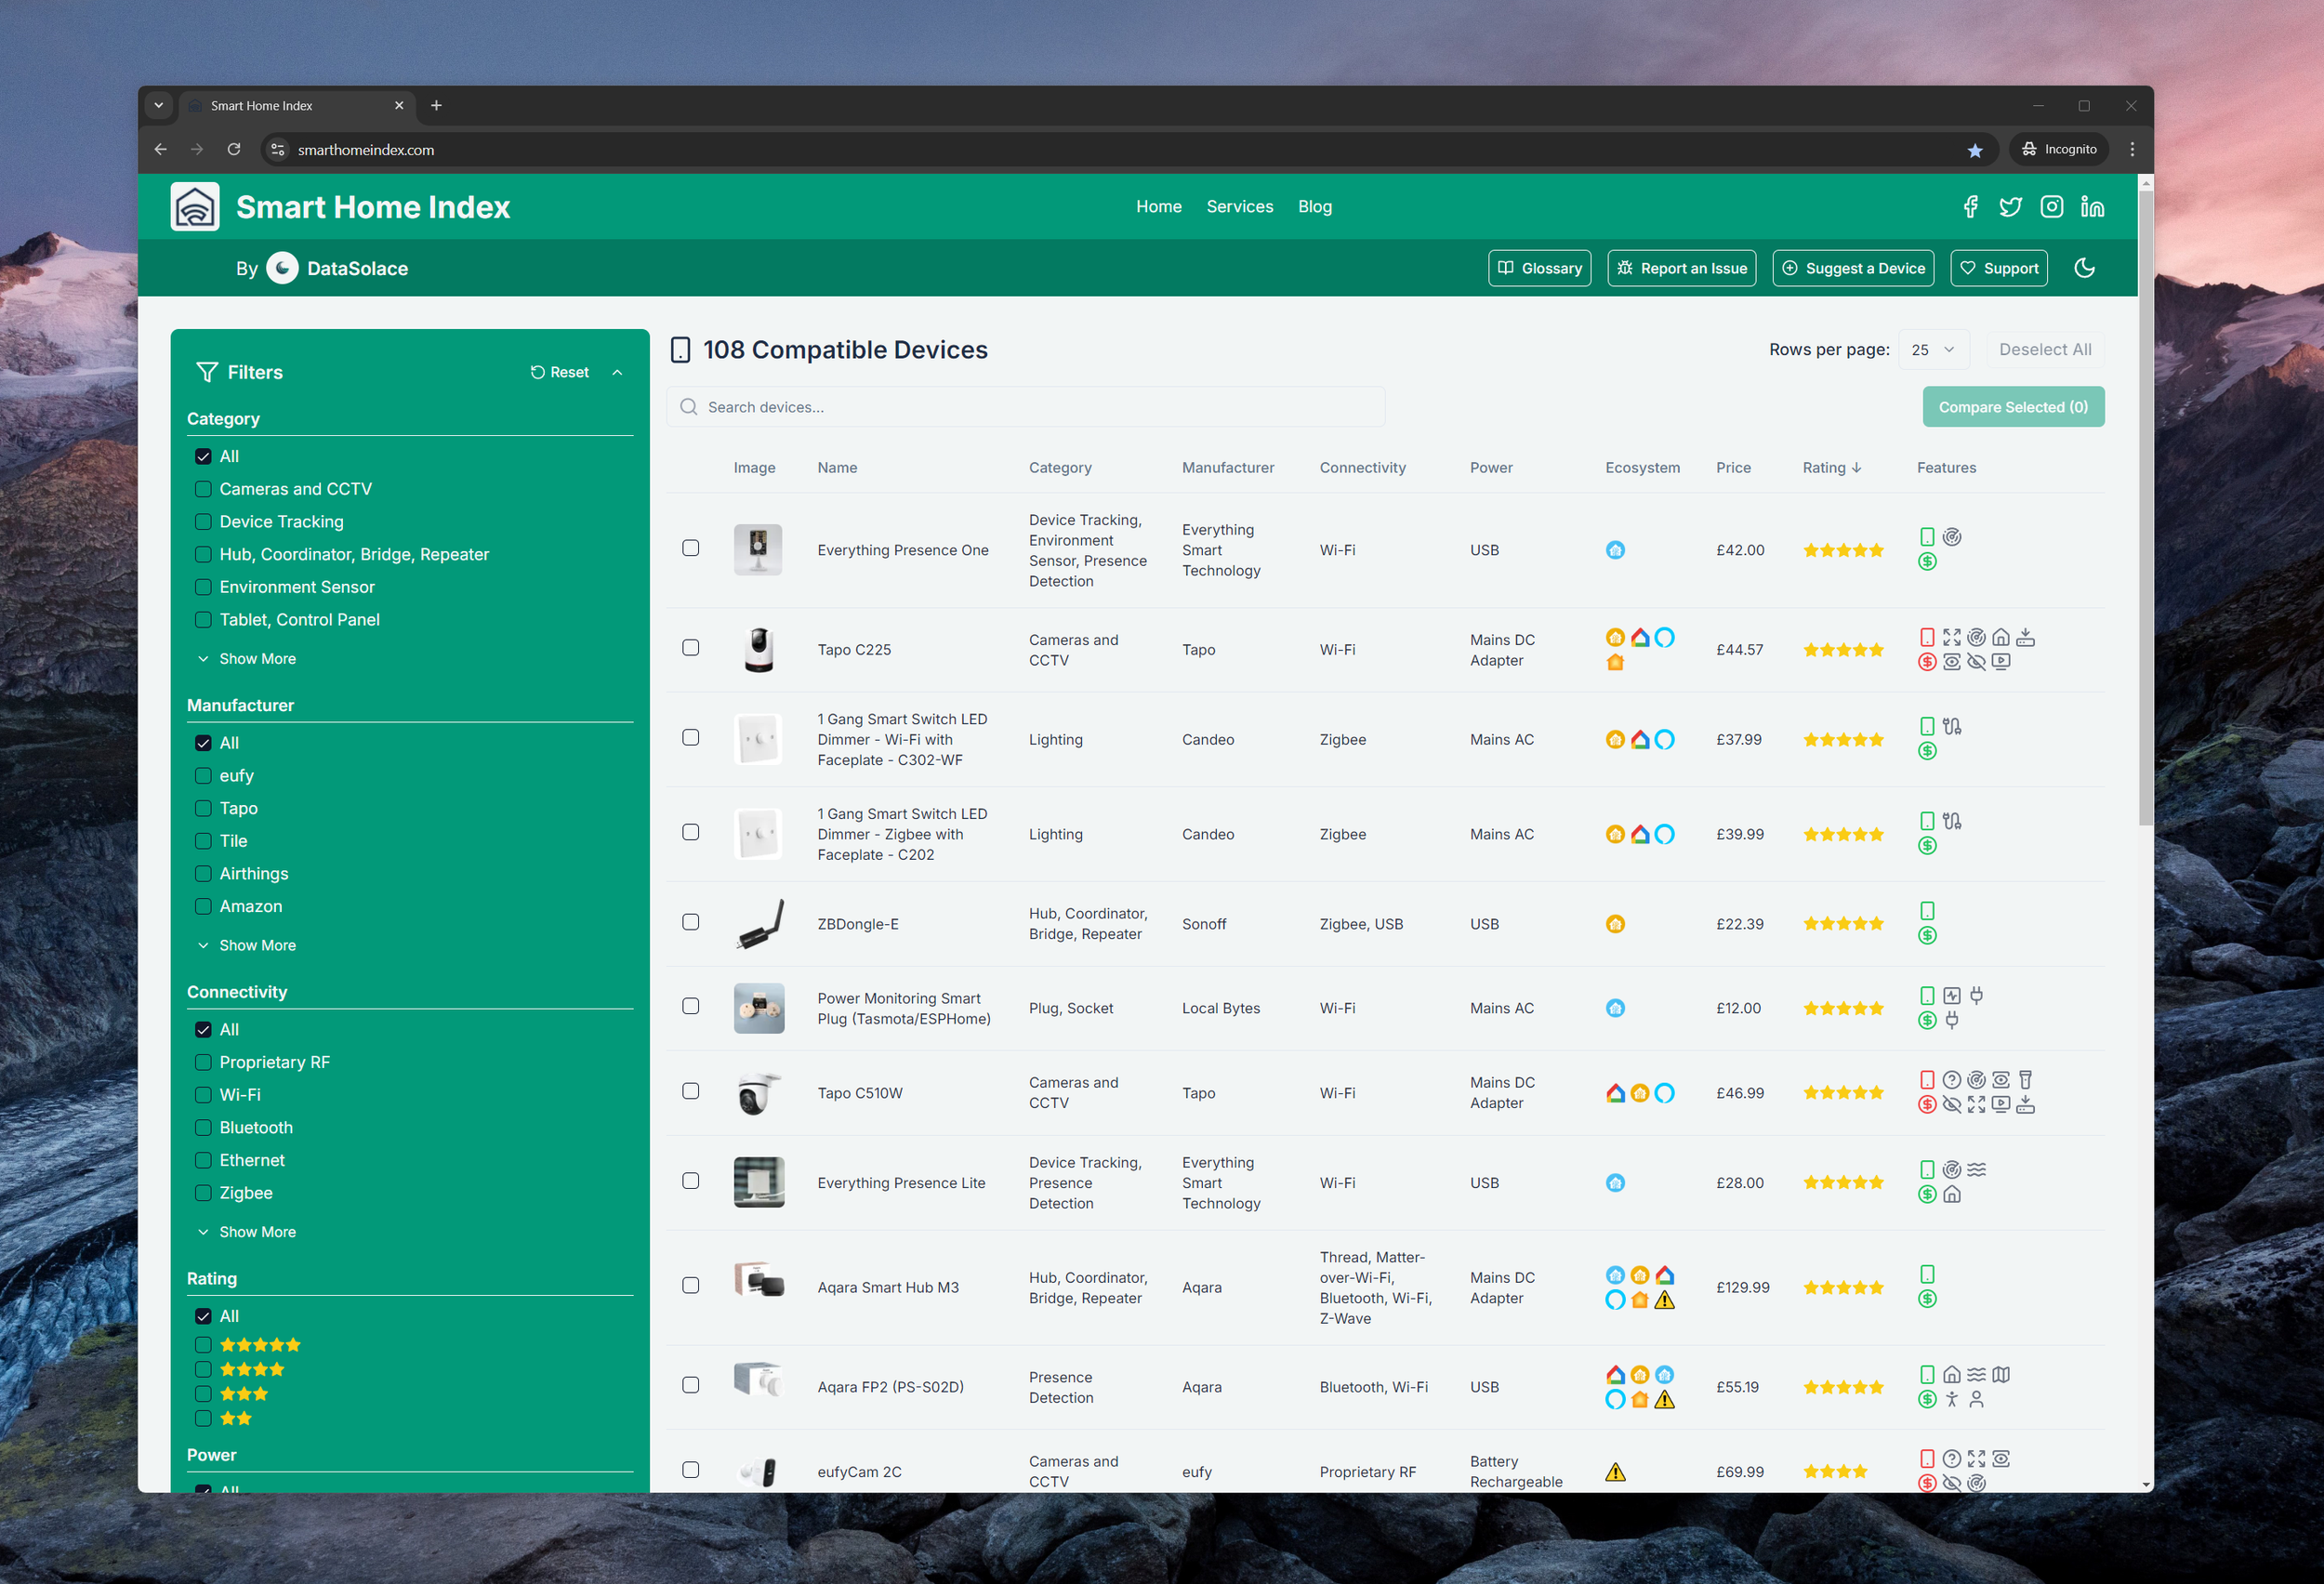 Smart Home Index
smarthomeindex.com
Incognito
Smart Home Index
Home
Services
Blog
By DataSolace
Glossary
Report an Issue
Suggest a Device
Support
Filters
Reset
Category
All
Cameras and CCTV
Device Tracking
Hub, Coordinator, Bridge, Repeater
Environment Sensor
Tablet, Control Panel
Show More
Manufacturer
All
eufy
Tapo
Tile
Airthings
Amazon
Show More
Connectivity
All
Proprietary RF
Wi-Fi
Bluetooth
Ethernet
Zigbee
Show More
Rating
All
Power
All
108 Compatible Devices
Rows per page: 25
Deselect All
Search devices...
Compare Selected (0)
Image Name Category Manufacturer Connectivity Power Ecosystem Price Rating Features
Everything Presence One
Device Tracking,
Environment
Sensor, Presence
Detection
Everything
Smart
Technology
Wi-Fi
USB
£42.00
Tapo C225
Cameras and
CCTV
Tapo
Wi-Fi
Mains DC
Adapter
£44.57
1 Gang Smart Switch LED
Dimmer - Wi-Fi with
Faceplate - C302-WF
Lighting
Candeo
Zigbee
Mains AC
£37.99
1 Gang Smart Switch LED
Dimmer - Zigbee with
Faceplate - C202
Lighting
Candeo
Zigbee
Mains AC
£39.99
ZBDongle-E
Hub, Coordinator,
Bridge, Repeater
Sonoff
Zigbee, USB
USB
£22.39
Power Monitoring Smart
Plug (Tasmota/ESPHome)
Plug, Socket
Local Bytes
Wi-Fi
Mains AC
£12.00
Tapo C510W
Cameras and
CCTV
Tapo
Wi-Fi
Mains DC
Adapter
£46.99
Everything Presence Lite
Device Tracking,
Presence
Detection
Everything
Smart
Technology
Wi-Fi
USB
£28.00
Aqara Smart Hub M3
Hub, Coordinator,
Bridge, Repeater
Aqara
Thread, Matter-
over-Wi-Fi,
Bluetooth, Wi-Fi,
Z-Wave
Mains DC
Adapter
£129.99
Aqara FP2 (PS-S02D)
Presence
Detection
Aqara
Bluetooth, Wi-Fi
USB
£55.19
eufyCam 2C
Cameras and
CCTV
eufy
Proprietary RF
Battery
Rechargeable
£69.99